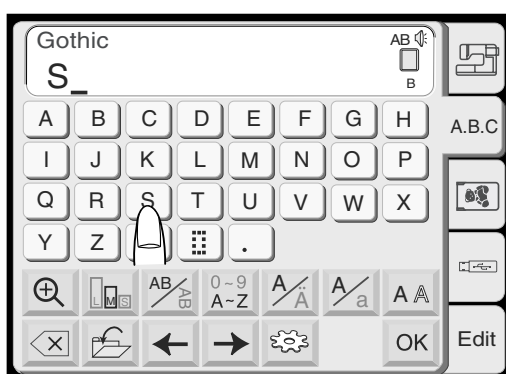 Gothic
AB
S_
B
A B C D E F G H
A.B.C
I J K L M N O P
Q R S T U V W X
Y Z .
L M S
AB/AB
0~9
A~Z
A/Ä
A/a
A A
OK
Edit